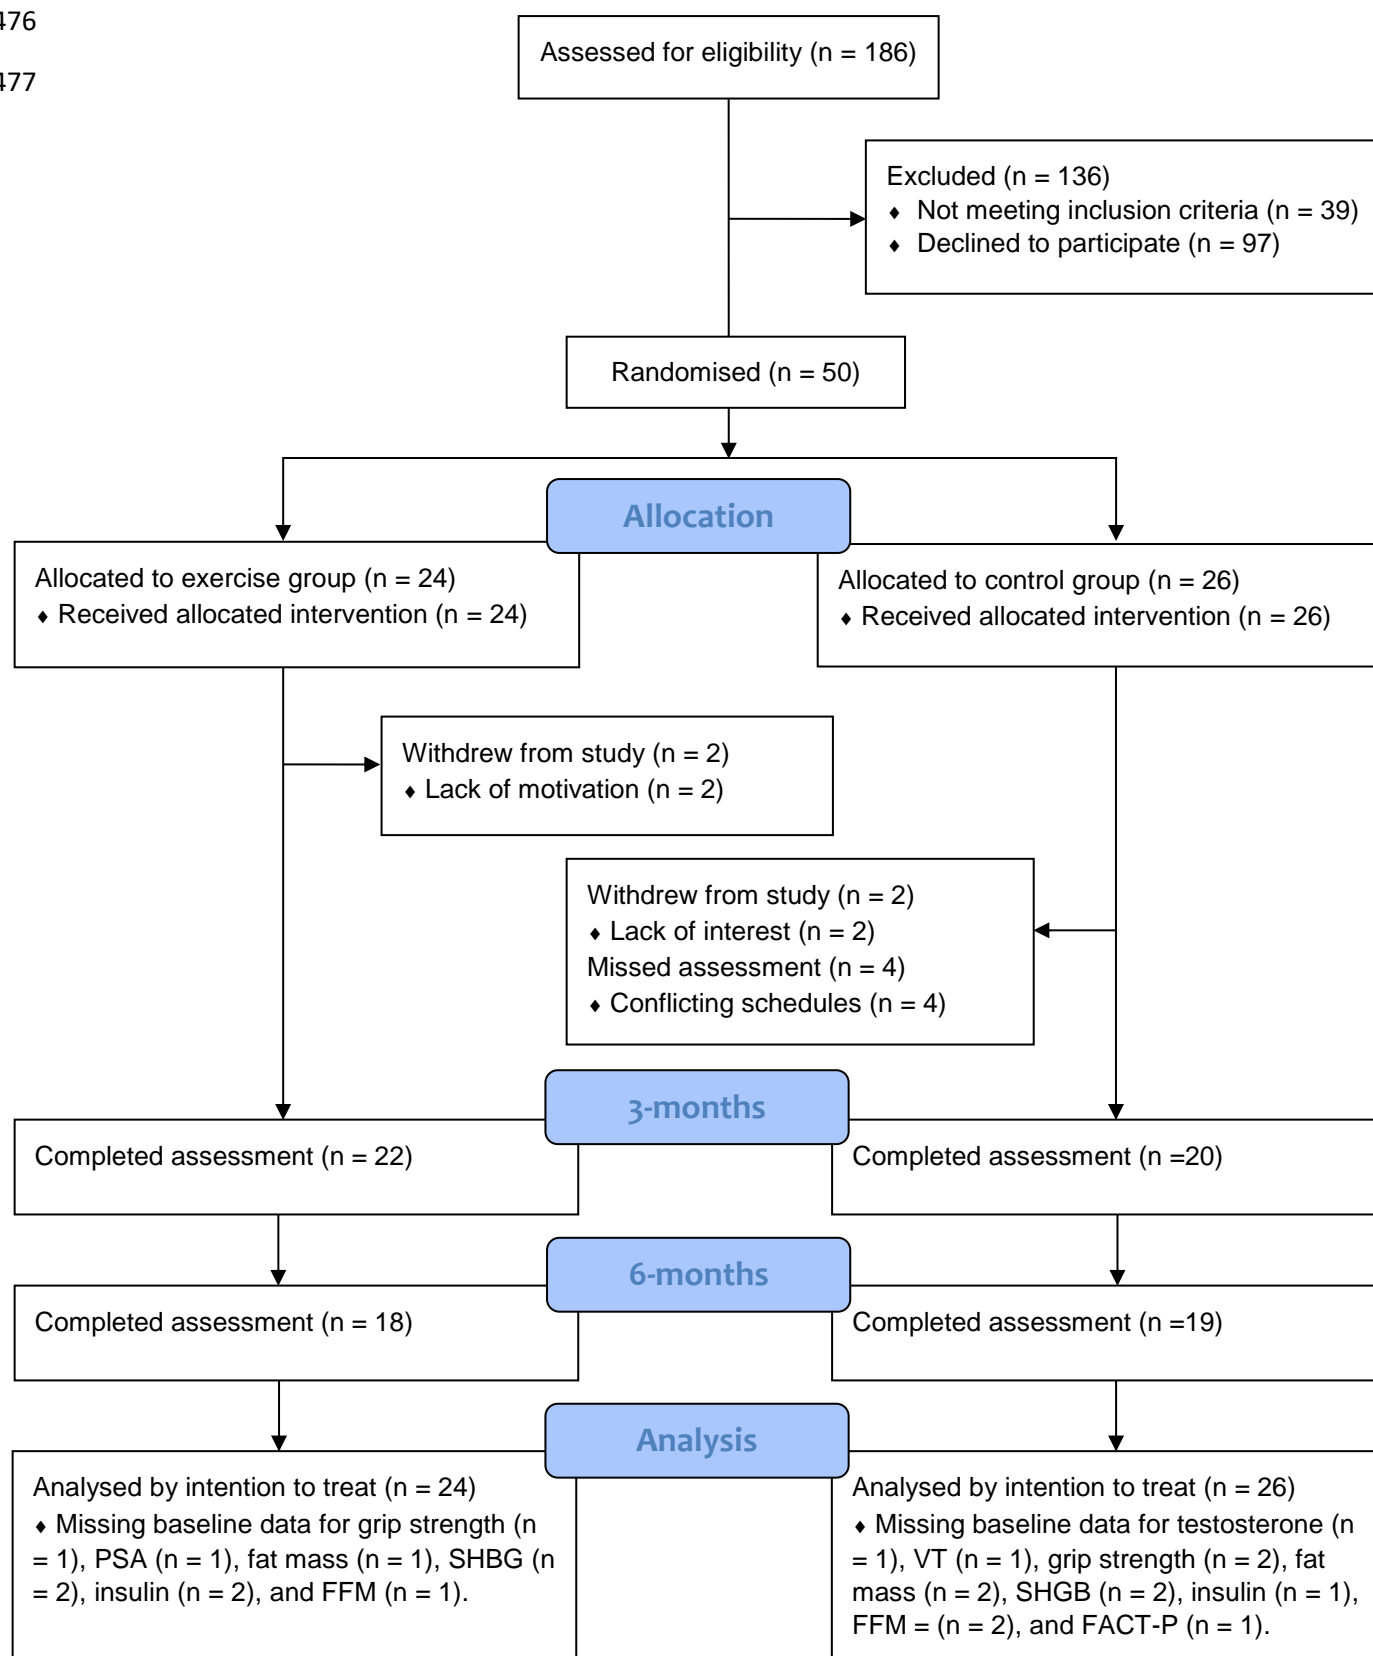 476
477
Assessed for eligibility (n = 186)
Excluded (n = 136)
♦ Not meeting inclusion criteria (n = 39)
♦ Declined to participate (n = 97)
Randomised (n = 50)
Allocation
Allocated to exercise group (n = 24)
♦ Received allocated intervention (n = 24)
Allocated to control group (n = 26)
♦ Received allocated intervention (n = 26)
Withdrew from study (n = 2)
♦ Lack of motivation (n = 2)
Withdrew from study (n = 2)
♦ Lack of interest (n = 2)
Missed assessment (n = 4)
♦ Conflicting schedules (n = 4)
3-months
Completed assessment (n = 22)
Completed assessment (n =20)
6-months
Completed assessment (n = 18)
Completed assessment (n =19)
Analysis
Analysed by intention to treat (n = 24)
♦ Missing baseline data for grip strength (n
= 1), PSA (n = 1), fat mass (n = 1), SHBG (n
= 2), insulin (n = 2), and FFM (n = 1).
Analysed by intention to treat (n = 26)
♦ Missing baseline data for testosterone (n
= 1), VT (n = 1), grip strength (n = 2), fat
mass (n = 2), SHGB (n = 2), insulin (n = 1),
FFM = (n = 2), and FACT-P (n = 1).